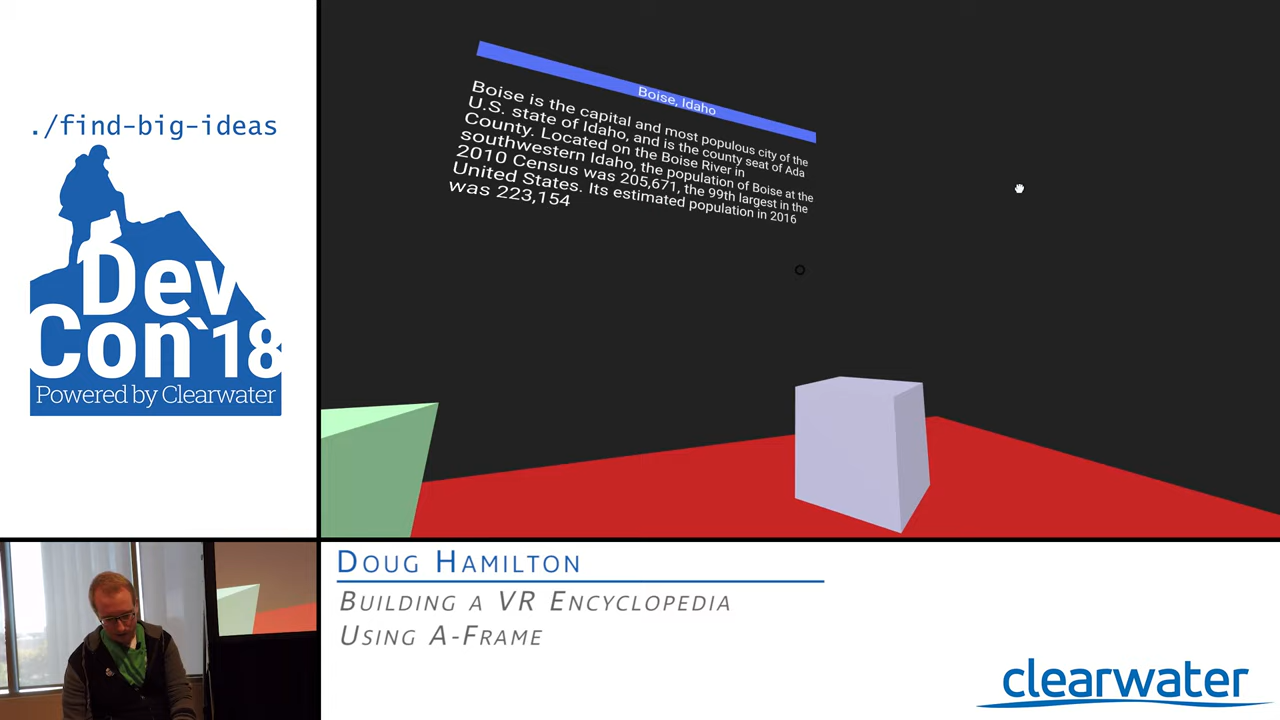 ./find-big-ideas
Dev
Con`18
Powered by Clearwater
Boise, Idaho
Boise is the capital and most populous city of the
U.S. state of Idaho, and is the county seat of Ada
County. Located on the Boise River in
southwestern Idaho, the population of Boise at the
2010 Census was 205,671, the 99th largest in the
United States. Its estimated population in 2016
was 223,154
Doug Hamilton
Building a VR Encyclopedia
Using A-Frame
clearwater